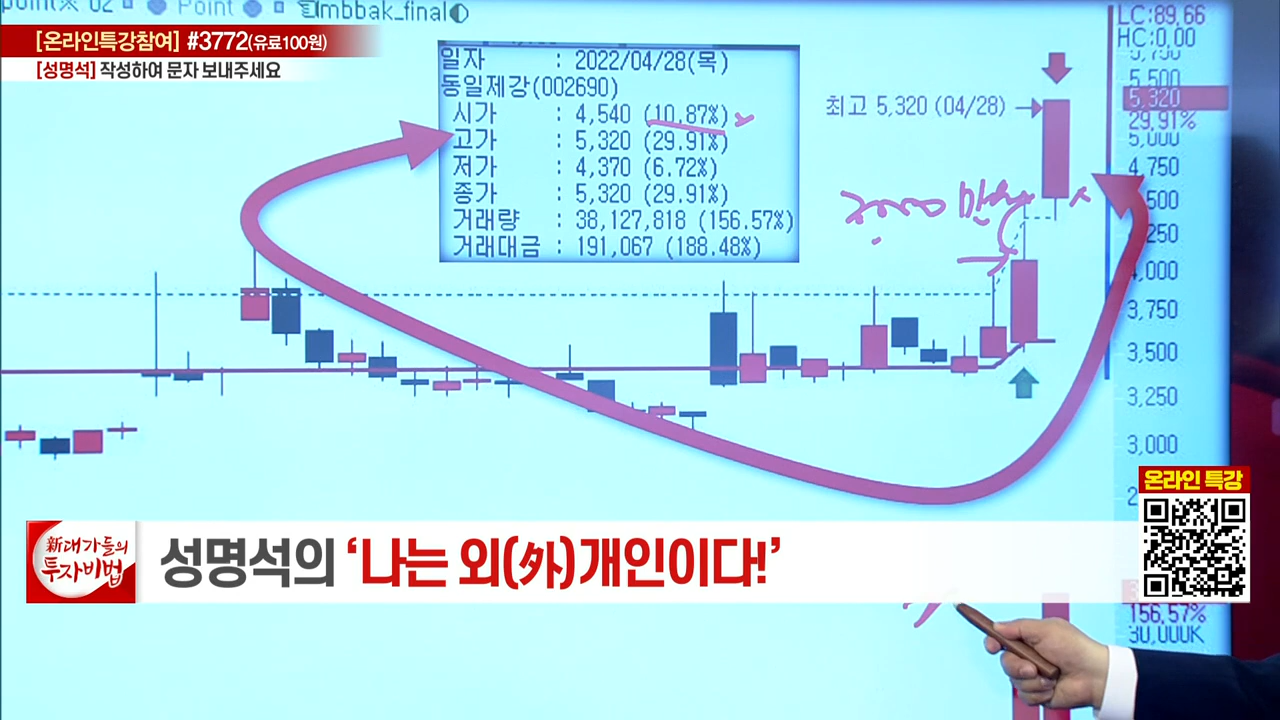 point※ 02 Point lmbbak_final
[온라인특강참여] #3772(유료100원)
[성명석] 작성하여 문자 보내주세요
일자 : 2022/04/28(목)
동일제강(002690)
시가 : 4,540 (10.87%)
고가 : 5,320 (29.91%)
저가 : 4,370 (6.72%)
종가 : 5,320 (29.91%)
거래량 : 38,127,818 (156.57%)
거래대금 : 191,067 (188.48%)
최고 5,320 (04/28)
LC:89,66
HC:0,00
5,500
5,320
29,91%
5,000
4,750
4,000
3,750
3,500
3,250
3,000
온라인 특강
新대가들의
투자비법
성명석의 ‘나는 외(外)개인이다!’
156,57%
30,000K